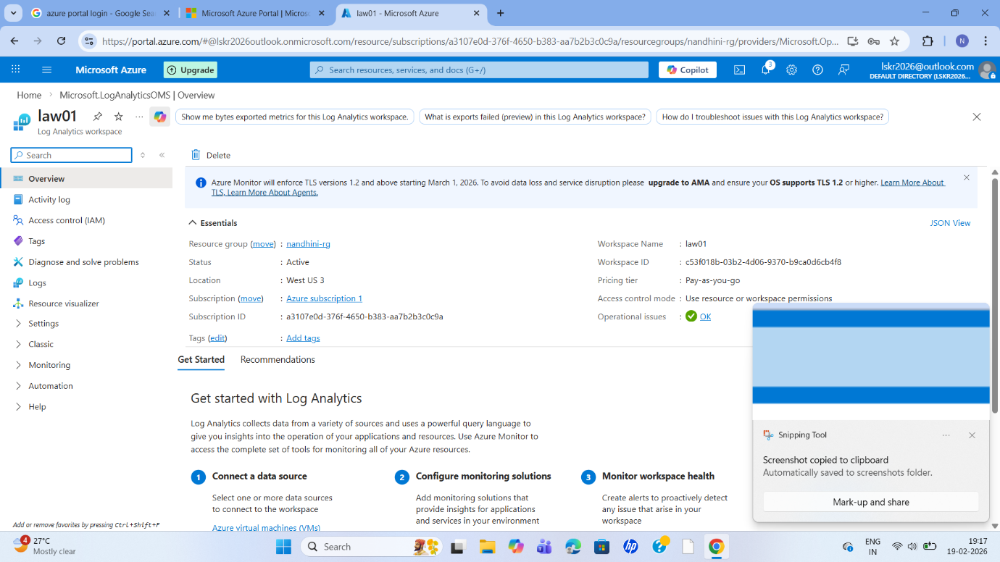 azure portal login - Google Sea
Microsoft Azure Portal | Micros
law01 - Microsoft Azure
https://portal.azure.com/#@lskr2026outlook.onmicrosoft.com/resource/subscriptions/a3107e0d-376f-4650-b383-aa7b2b3c0c9a/resourcegroups/nandhini-rg/providers/Microsoft.Op...
N
Microsoft Azure
Upgrade
Search resources, services, and docs (G+/)
Copilot
3
lskr2026@outlook.com
DEFAULT DIRECTORY (LSKR2026...
Home > Microsoft.LogAnalyticsOMS | Overview
law01
Log Analytics workspace
Show me bytes exported metrics for this Log Analytics workspace.
What is exports failed (preview) in this Log Analytics workspace?
How do I troubleshoot issues with this Log Analytics workspace?
Search
Overview
Activity log
Access control (IAM)
Tags
Diagnose and solve problems
Logs
Resource visualizer
Settings
Classic
Monitoring
Automation
Help
Add or remove favorites by pressing Ctrl+Shift+F
Delete
Azure Monitor will enforce TLS versions 1.2 and above starting March 1, 2026. To avoid data loss and service disruption please upgrade to AMA and ensure your OS supports TLS 1.2 or higher. Learn More About
TLS, Learn More About Agents.
Essentials
JSON View
Resource group (move) : nandhini-rg
Status : Active
Location : West US 3
Subscription (move) : Azure subscription 1
Subscription ID : a3107e0d-376f-4650-b383-aa7b2b3c0c9a
Tags (edit) : Add tags
Workspace Name : law01
Workspace ID : c53f018b-03b2-4d06-9370-b9ca0d6cb4f8
Pricing tier : Pay-as-you-go
Access control mode : Use resource or workspace permissions
Operational issues : OK
Get Started
Recommendations
Get started with Log Analytics
Log Analytics collects data from a variety of sources and uses a powerful query language to
give you insights into the operation of your applications and resources. Use Azure Monitor to
access the complete set of tools for monitoring all of your Azure resources.
1 Connect a data source
Select one or more data sources
to connect to the workspace
Azure virtual machines (VMs)
2 Configure monitoring solutions
Add monitoring solutions that
provide insights for applications
and services in your environment
3 Monitor workspace health
Create alerts to proactively detect
any issue that arise in your
workspace
Snipping Tool
Screenshot copied to clipboard
Automatically saved to screenshots folder.
Mark-up and share
4
27°C
Mostly clear
Search
hp
ENG
IN
19:17
19-02-2026